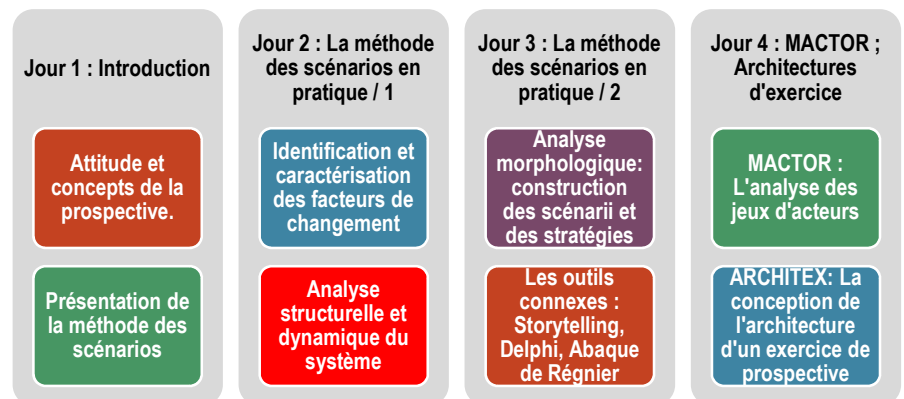 Jour 1 : Introduction
Attitude et
concepts de la
prospective.
Présentation de
la méthode des
scénarios
Jour 2 : La méthode
des scénarios en
pratique / 1
Identification et
caractérisation
des facteurs de
changement
Analyse
structurelle et
dynamique du
système
Jour 3 : La méthode
des scénarios en
pratique / 2
Analyse
morphologique:
construction
des scénarii et
des stratégies
Les outils
connexes :
Storytelling,
Delphi, Abaque
de Régnier
Jour 4 : MACTOR ;
Architectures
d'exercice
MACTOR :
L'analyse des
jeux d'acteurs
ARCHITEX: La
conception de
l'architecture
d'un exercice de
prospective